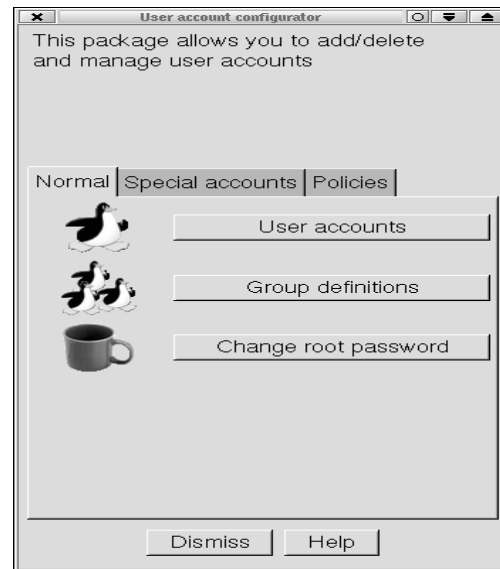 User account configurator
This package allows you to add/delete
and manage user accounts
Normal Special accounts Policies
User accounts
Group definitions
Change root password
Dismiss Help